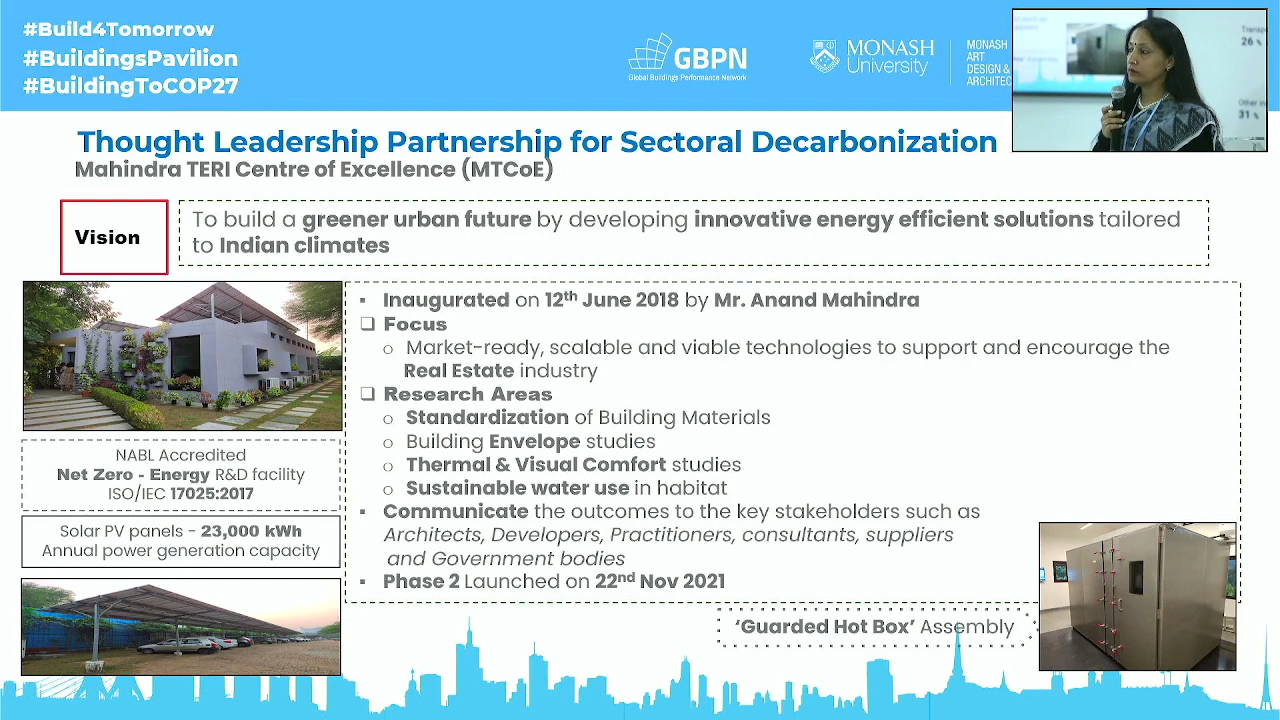 #Build4Tomorrow
#BuildingsPavilion
#BuildingToCOP27
GBPN
Global Buildings Performance Network
MONASH
University
MONASH
ART
DESIGN &
ARCHITEC
26 %
31 %
Thought Leadership Partnership for Sectoral Decarbonization
Mahindra TERI Centre of Excellence (MTCoE)
Vision
To build a greener urban future by developing innovative energy efficient solutions tailored
to Indian climates
▪ Inaugurated on 12th June 2018 by Mr. Anand Mahindra
❑ Focus
o Market-ready, scalable and viable technologies to support and encourage the
Real Estate industry
❑ Research Areas
o Standardization of Building Materials
o Building Envelope studies
o Thermal & Visual Comfort studies
o Sustainable water use in habitat
▪ Communicate the outcomes to the key stakeholders such as
Architects, Developers, Practitioners, consultants, suppliers
and Government bodies
▪ Phase 2 Launched on 22nd Nov 2021
NABL Accredited
Net Zero - Energy R&D facility
ISO/IEC 17025:2017
Solar PV panels - 23,000 kWh
Annual power generation capacity
‘Guarded Hot Box’ Assembly